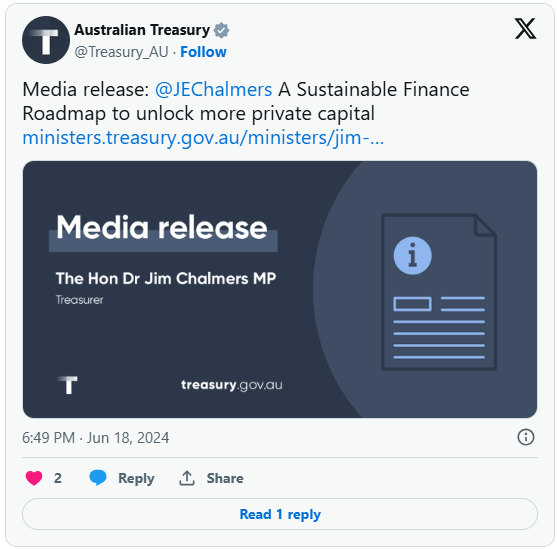 Australian Treasury
@Treasury_AU · Follow
Media release: @JEChalmers A Sustainable Finance
Roadmap to unlock more private capital
ministers.treasury.gov.au/ministers/jim-...
Media release
The Hon Dr Jim Chalmers MP
Treasurer
treasury.gov.au
6:49 PM · Jun 18, 2024
2 Reply Share
Read 1 reply